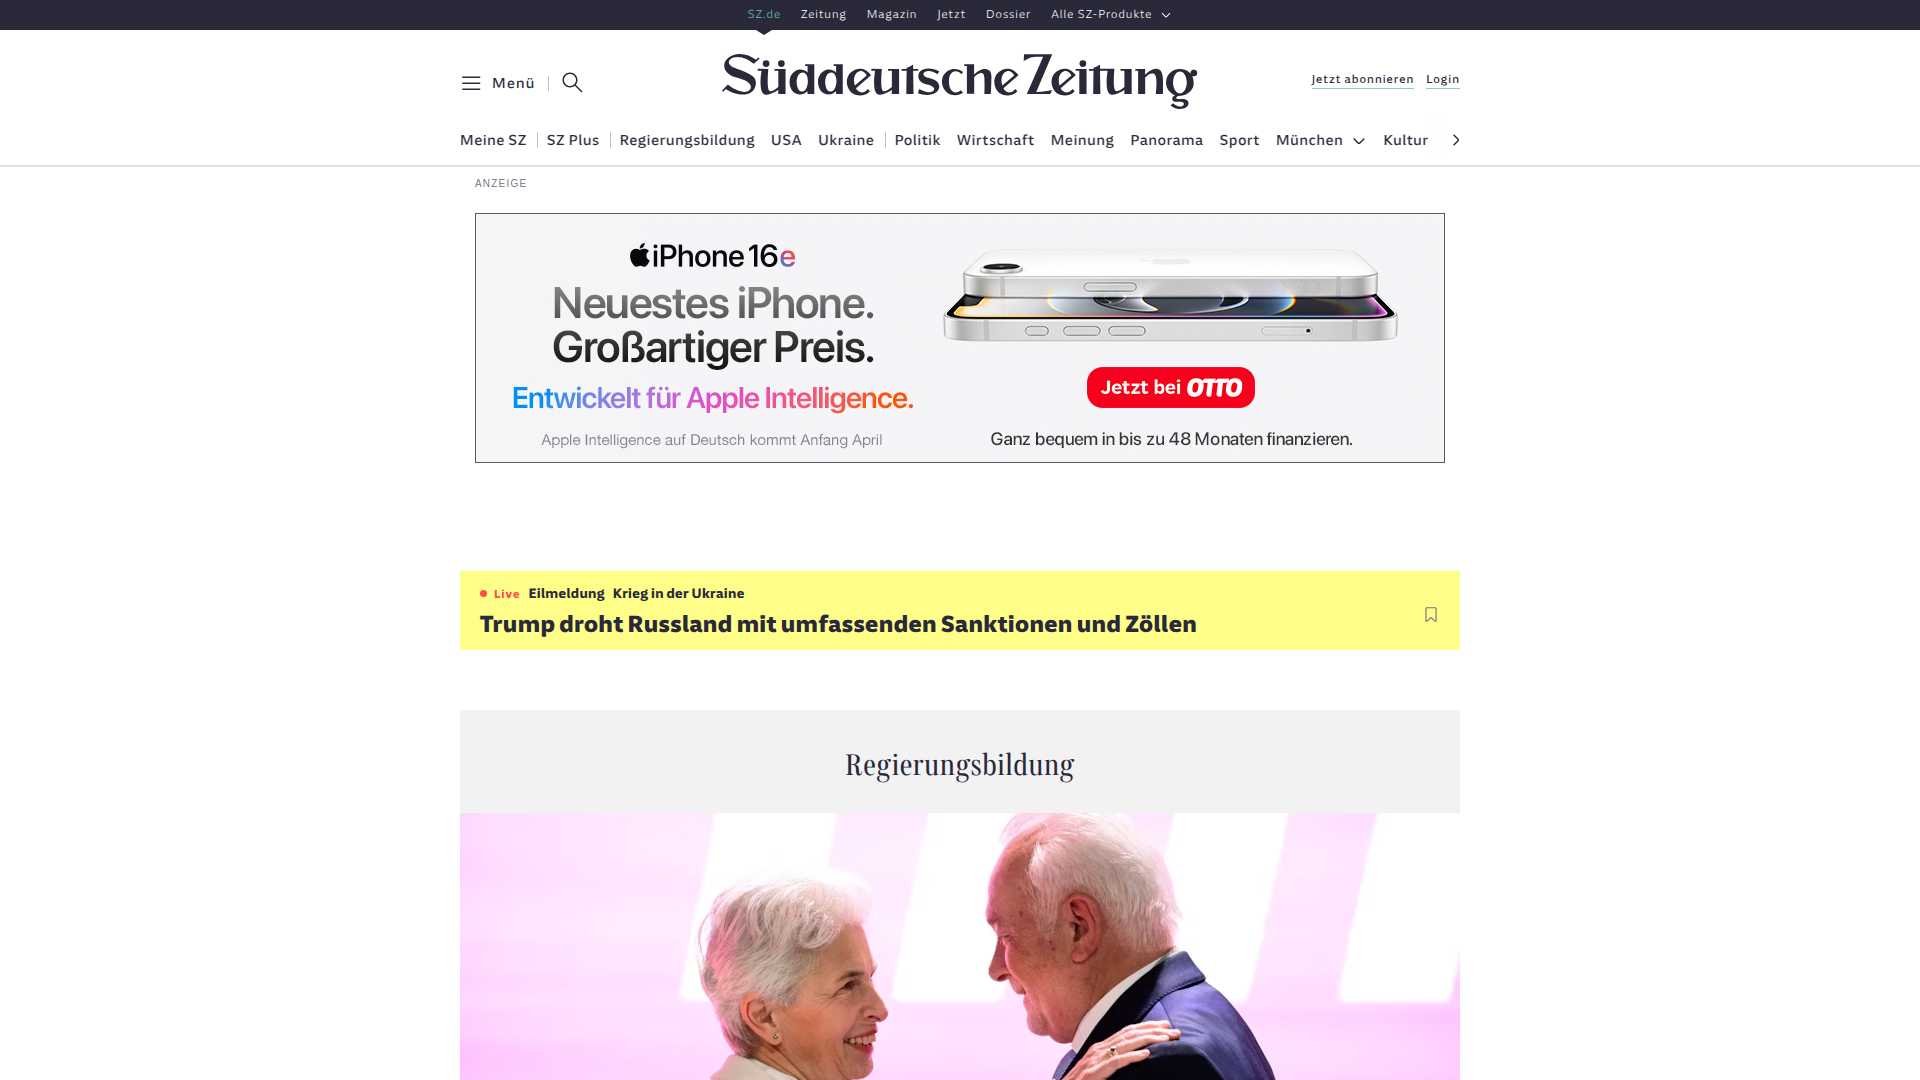 SZ.de Zeitung Magazin Jetzt Dossier Alle SZ-Produkte
Menü
Süddeutsche Zeitung
Jetzt abonnieren Login
Meine SZ SZ Plus Regierungsbildung USA Ukraine Politik Wirtschaft Meinung Panorama Sport München Kultur
ANZEIGE
iPhone 16e
Neuestes iPhone.
Großartiger Preis.
Entwickelt für Apple Intelligence.
Apple Intelligence auf Deutsch kommt Anfang April
Jetzt bei OTTO
Ganz bequem in bis zu 48 Monaten finanzieren.
Live Eilmeldung Krieg in der Ukraine
Trump droht Russland mit umfassenden Sanktionen und Zöllen
Regierungsbildung